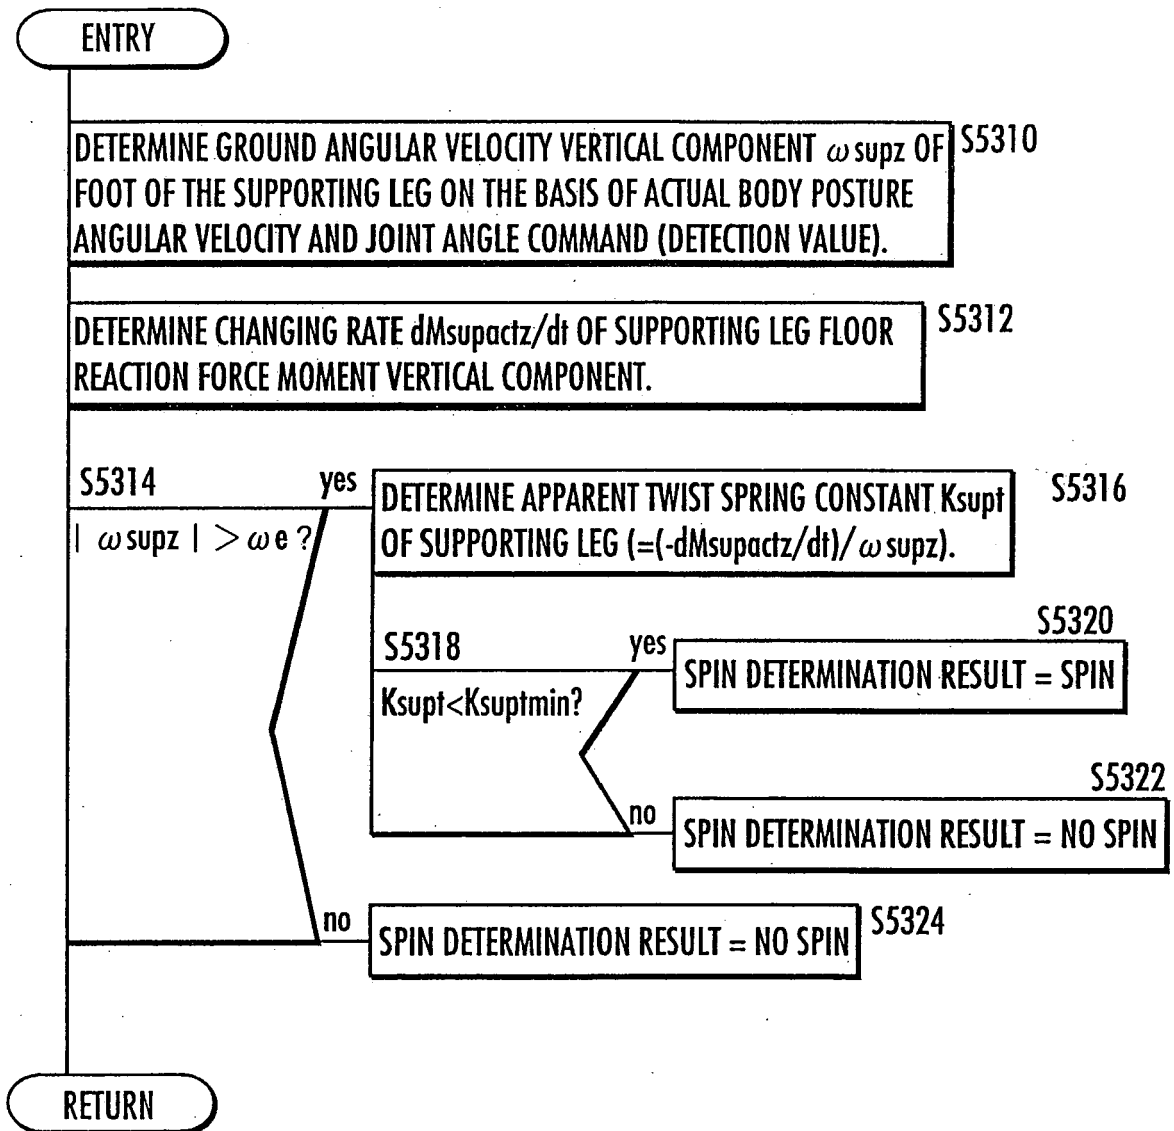 ENTRY
DETERMINE GROUND ANGULAR VELOCITY VERTICAL COMPONENT ω supz OF
FOOT OF THE SUPPORTING LEG ON THE BASIS OF ACTUAL BODY POSTURE
ANGULAR VELOCITY AND JOINT ANGLE COMMAND (DETECTION VALUE).
S5310
DETERMINE CHANGING RATE dMsupactz/dt OF SUPPORTING LEG FLOOR
REACTION FORCE MOMENT VERTICAL COMPONENT.
S5312
S5314
| ω supz | > ω e ?
yes
DETERMINE APPARENT TWIST SPRING CONSTANT Ksupt
OF SUPPORTING LEG (=(-dMsupactz/dt)/ ω supz).
S5316
S5318
Ksupt<Ksuptmin?
yes
S5320
SPIN DETERMINATION RESULT = SPIN
no
S5322
SPIN DETERMINATION RESULT = NO SPIN
no
SPIN DETERMINATION RESULT = NO SPIN
S5324
RETURN